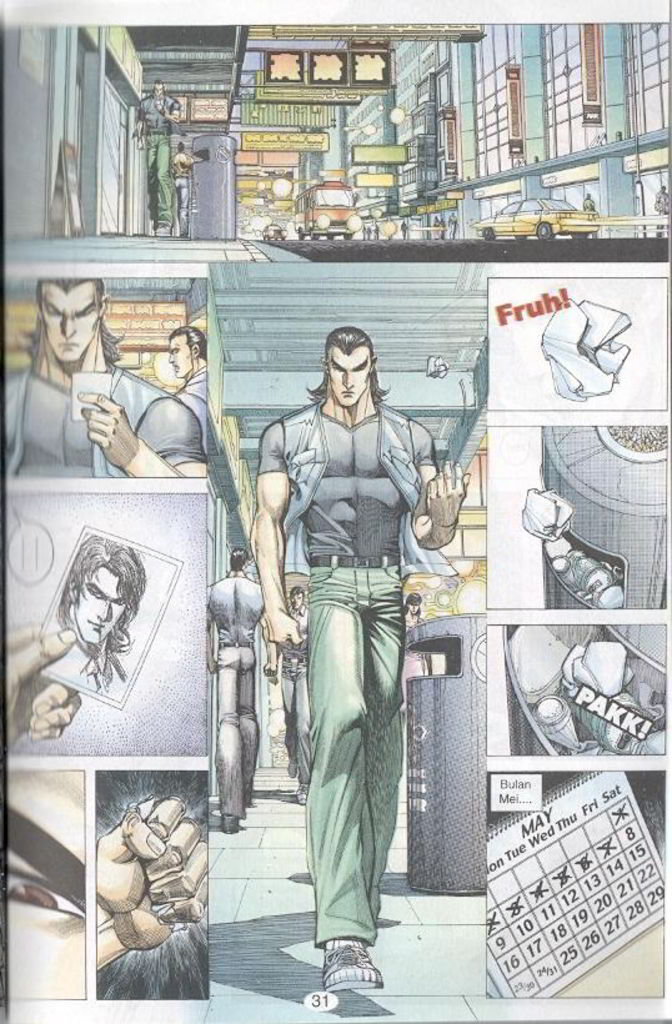 Fruh!
PAKK!
Bulan
Mei....
MAY
on Tue Wed Thu Fri Sat
8
9 10 11 12 13 14 15
16 17 18 19 20 21 22
23/30 24/31 25 26 27 28 29
31